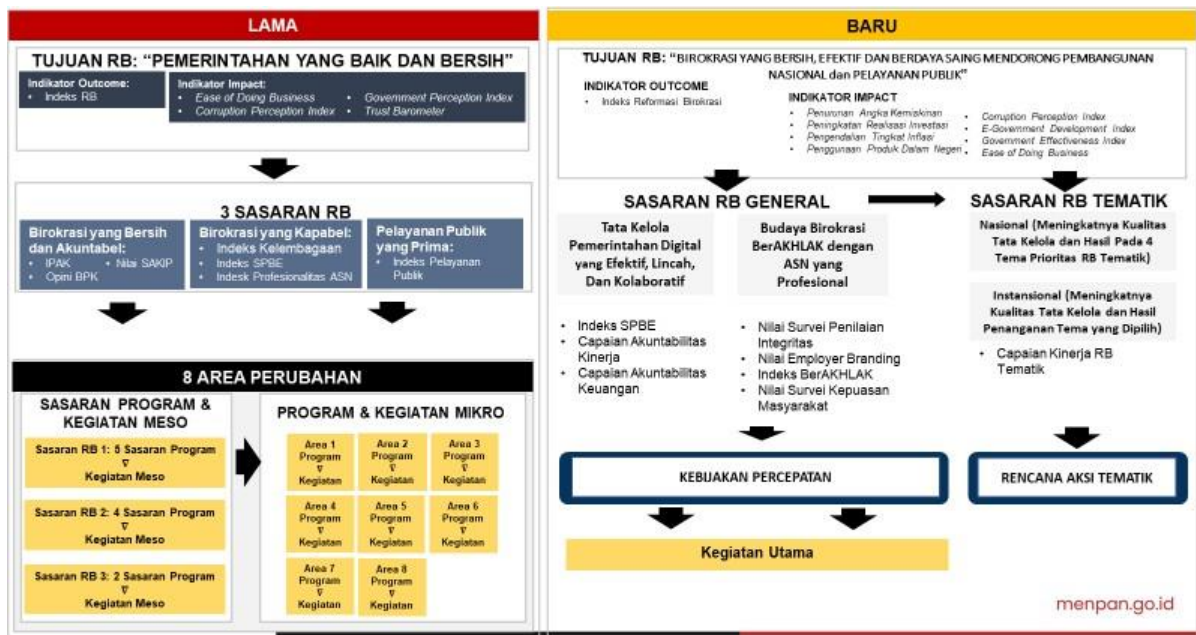 LAMA
TUJUAN RB: “PEMERINTAHAN YANG BAIK DAN BERSIH”
Indikator Outcome:
• Indeks RB
Indikator Impact:
• Ease of Doing Business
• Corruption Perception Index
• Government Perception Index
• Trust Barometer
3 SASARAN RB
Birokrasi yang Bersih
dan Akuntabel:
• IPAK
• Nilai SAKIP
• Opini BPK
Birokrasi yang Kapabel:
• Indeks Kelembagaan
• Indeks SPBE
• Indesk Profesionalitas ASN
Pelayanan Publik
yang Prima:
• Indeks Pelayanan
Publik
8 AREA PERUBAHAN
SASARAN PROGRAM &
KEGIATAN MESO
Sasaran RB 1: 5 Sasaran Program
∇
Kegiatan Meso
Sasaran RB 2: 4 Sasaran Program
∇
Kegiatan Meso
Sasaran RB 3: 2 Sasaran Program
∇
Kegiatan Meso
PROGRAM & KEGIATAN MIKRO
Area 1
Program
∇
Kegiatan
Area 2
Program
∇
Kegiatan
Area 3
Program
∇
Kegiatan
Area 4
Program
∇
Kegiatan
Area 5
Program
∇
Kegiatan
Area 6
Program
∇
Kegiatan
Area 7
Program
∇
Kegiatan
Area 8
Program
∇
Kegiatan
BARU
TUJUAN RB: “BIROKRASI YANG BERSIH, EFEKTIF DAN BERDAYA SAING MENDORONG PEMBANGUNAN
NASIONAL dan PELAYANAN PUBLIK”
INDIKATOR OUTCOME
• Indeks Reformasi Birokrasi
INDIKATOR IMPACT
• Penurunan Angka Kemiskinan
• Peningkatan Realisasi Investasi
• Pengendalian Tingkat Inflasi
• Penggunaan Produk Dalam Negeri
• Corruption Perception Index
• E-Government Development Index
• Government Effectiveness Index
• Ease of Doing Business
SASARAN RB GENERAL
Tata Kelola
Pemerintahan Digital
yang Efektif, Lincah,
Dan Kolaboratif
• Indeks SPBE
• Capaian Akuntabilitas
Kinerja
• Capaian Akuntabilitas
Keuangan
Budaya Birokrasi
BerAKHLAK dengan
ASN yang
Profesional
• Nilai Survei Penilaian
Integritas
• Nilai Employer Branding
• Indeks BerAKHLAK
• Nilai Survei Kepuasan
Masyarakat
SASARAN RB TEMATIK
Nasional (Meningkatnya Kualitas
Tata Kelola dan Hasil Pada 4
Tema Prioritas RB Tematik)
Instansional (Meningkatnya
Kualitas Tata Kelola dan Hasil
Penanganan Tema yang Dipilih)
• Capaian Kinerja RB
Tematik
KEBIJAKAN PERCEPATAN
RENCANA AKSI TEMATIK
Kegiatan Utama
menpan.go.id